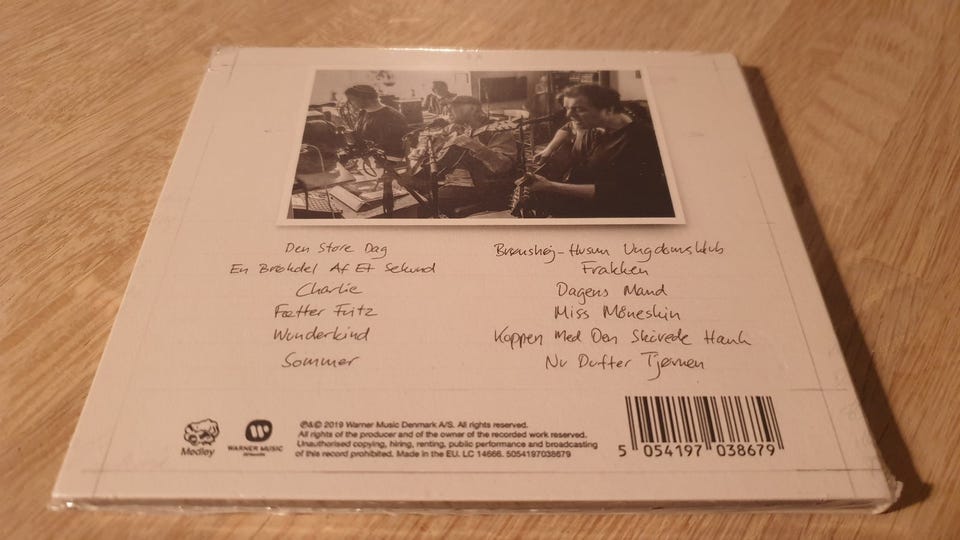 Den Store Dag
En Brøkdel Af Et Sekund
Charlie
Fætter Fritz
Wunderkind
Sommer
Brønshøj-Husum Ungdomsklub
Frakken
Dagens Mand
Miss Måneskin
Koppen Med Den Skårede Hank
Nu Dufter Tjørnen
Medley
WARNER MUSIC
DENMARK
℗&© 2019 Warner Music Denmark A/S. All rights reserved.
All rights of the producer and of the owner of the recorded work reserved.
Unauthorised copying, hiring, renting, public performance and broadcasting
of this record prohibited. Made in the EU. LC 14666. 5054197038679
5 054197 038679